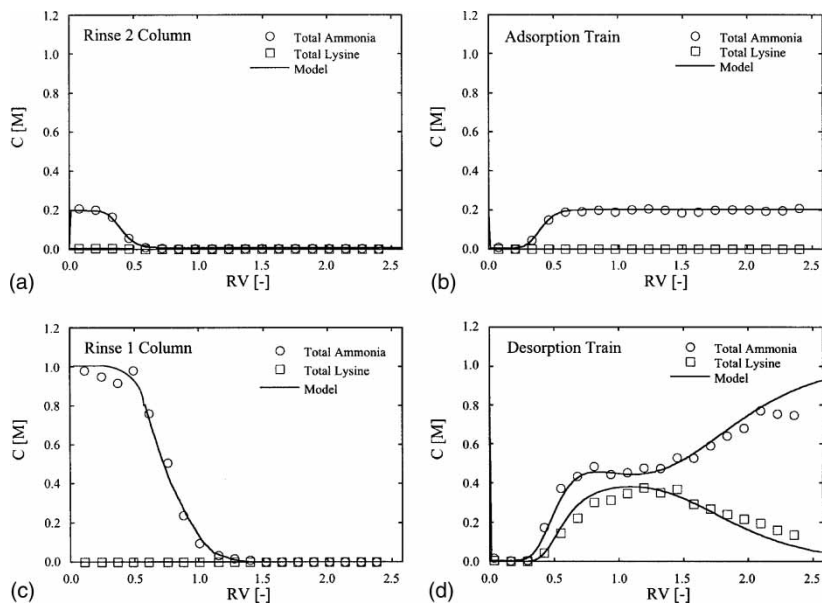 Rinse 2 Column
Total Ammonia
Total Lysine
Model
C [M]
1.2
1.0
0.8
0.6
0.4
0.2
0.0
0.0 0.5 1.0 1.5 2.0 2.5
RV [-]
(a)
Adsorption Train
Total Ammonia
Total Lysine
Model
C [M]
1.2
1.0
0.8
0.6
0.4
0.2
0.0
0.0 0.5 1.0 1.5 2.0 2.5
RV [-]
(b)
Rinse 1 Column
Total Ammonia
Total Lysine
Model
C [M]
1.2
1.0
0.8
0.6
0.4
0.2
0.0
0.0 0.5 1.0 1.5 2.0 2.5
RV [-]
(c)
Desorption Train
Total Ammonia
Total Lysine
Model
C [M]
1.2
1.0
0.8
0.6
0.4
0.2
0.0
0.0 0.5 1.0 1.5 2.0 2.5
RV [-]
(d)